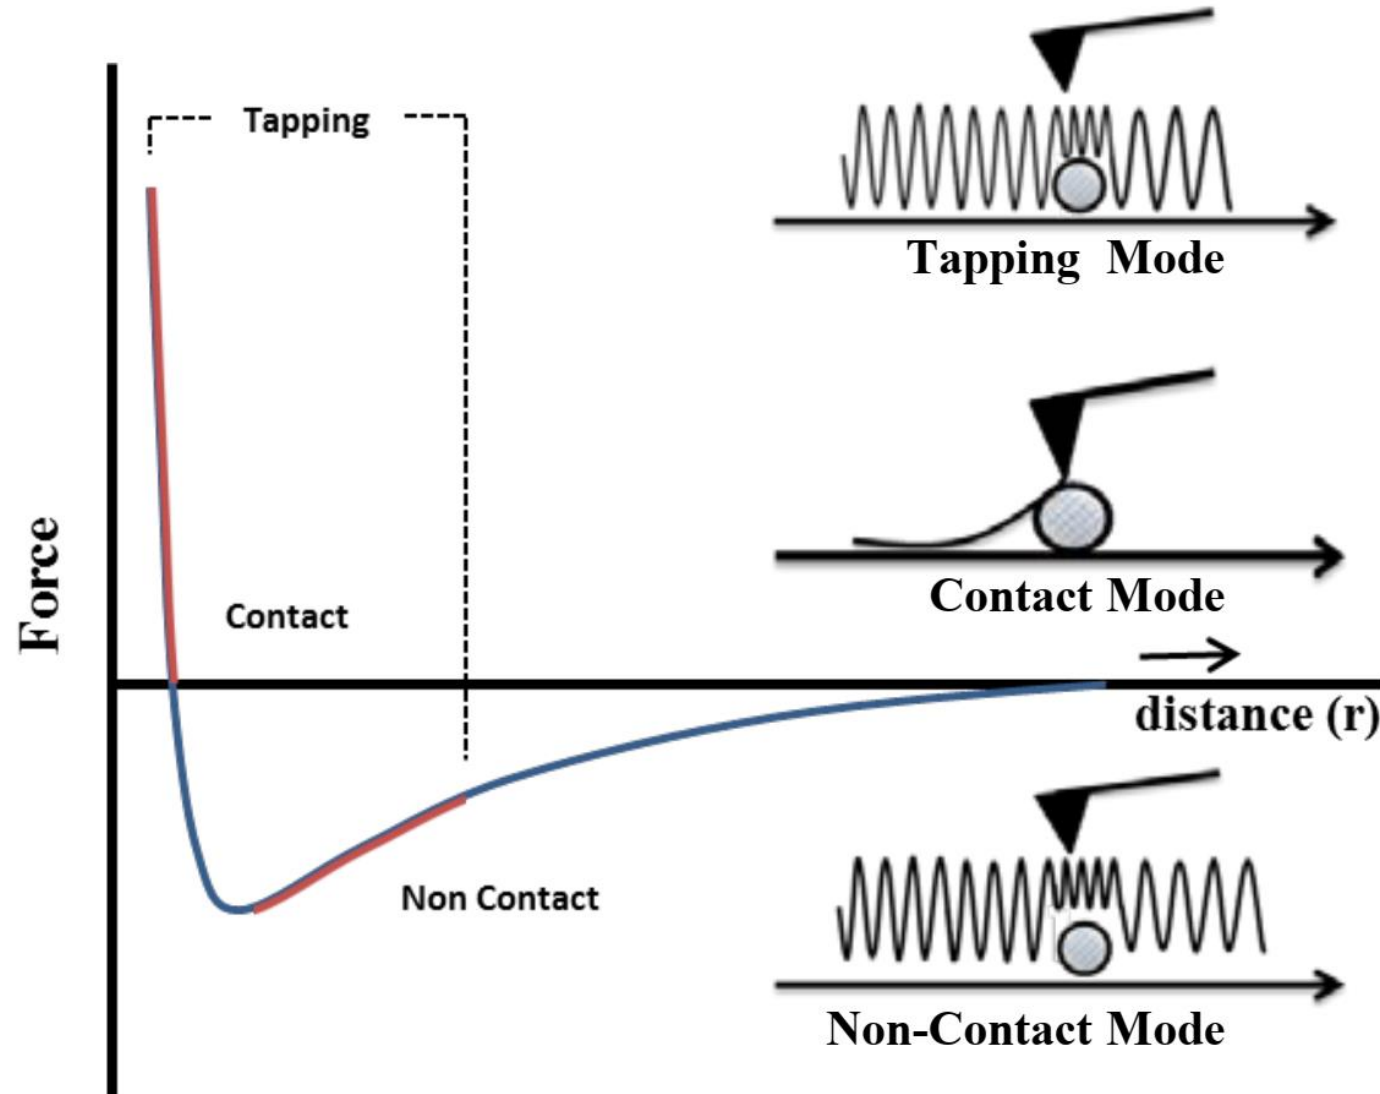 Tapping
Tapping Mode
Contact Mode
Force
Contact
distance (r)
Non Contact
Non-Contact Mode